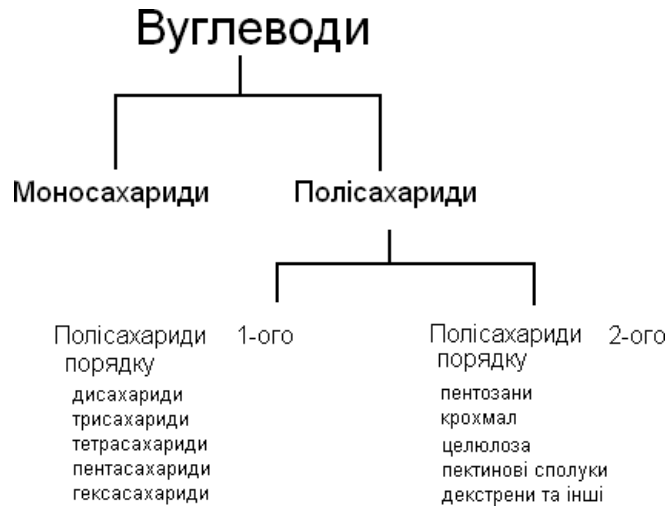 Вуглеводи
Моносахариди
Полісахариди
Полісахариди 1-ого
порядку
дисахариди
трисахариди
тетрасахариди
пентасахариди
гексасахариди
Полісахариди 2-ого
порядку
пентозани
крохмал
целюлоза
пектинові сполуки
декстрени та інші